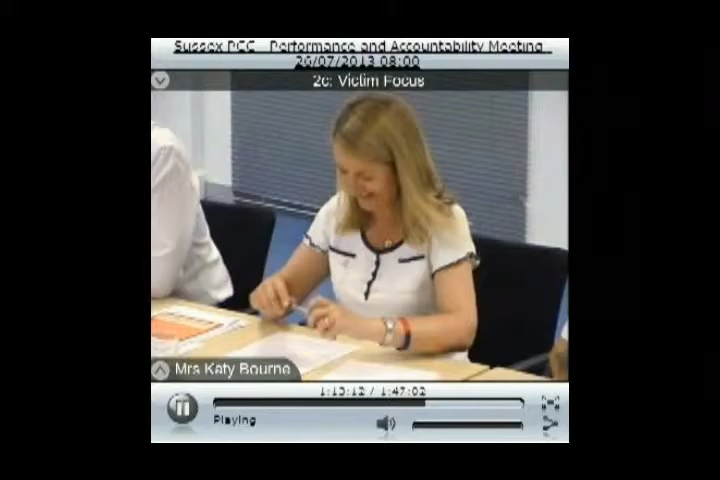 Sussex PCC - Performance and Accountability Meeting
26/07/2013 08:00
2c: Victim Focus
Mrs Katy Bourne
1:13:12 / 1:47:02
Playing